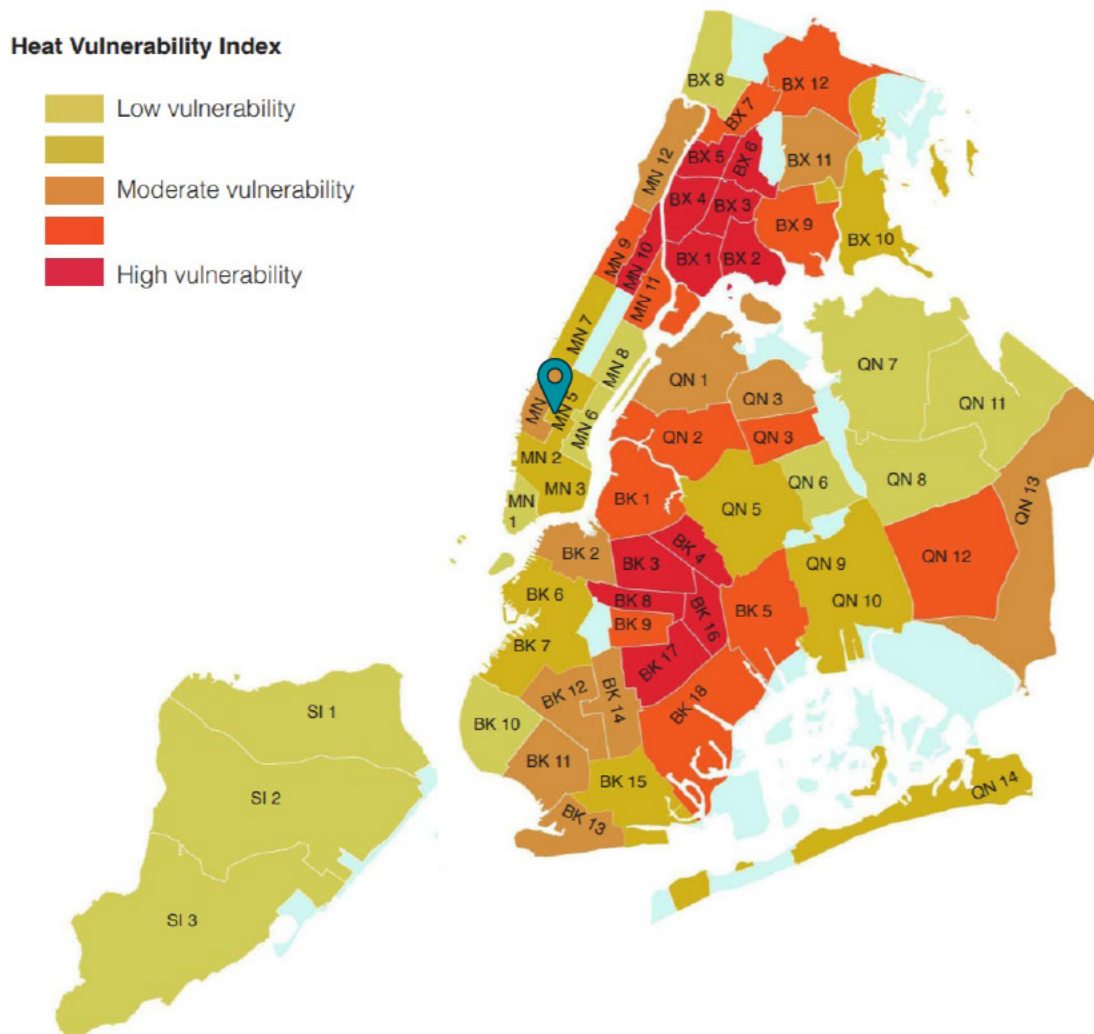 Heat Vulnerability Index
Low vulnerability
Moderate vulnerability
High vulnerability
BX 8
BX 12
BX 7
MN 12
BX 5
BX 6
BX 11
BX 4
BX 3
MN 9
MN 10
BX 9
BX 10
BX 1
BX 2
MN 11
MN 7
MN 8
QN 7
QN 1
QN 3
QN 11
MN
MN 5
MN 6
QN 2
QN 3
MN 2
QN 6
QN 8
MN 3
MN 1
BK 1
QN 5
QN 13
BK 2
BK 4
BK 3
QN 9
QN 12
BK 6
BK 8
BK 16
BK 5
QN 10
BK 9
BK 7
BK 17
BK 12
BK 14
BK 18
SI 1
BK 10
BK 11
BK 15
QN 14
SI 2
BK 13
SI 3